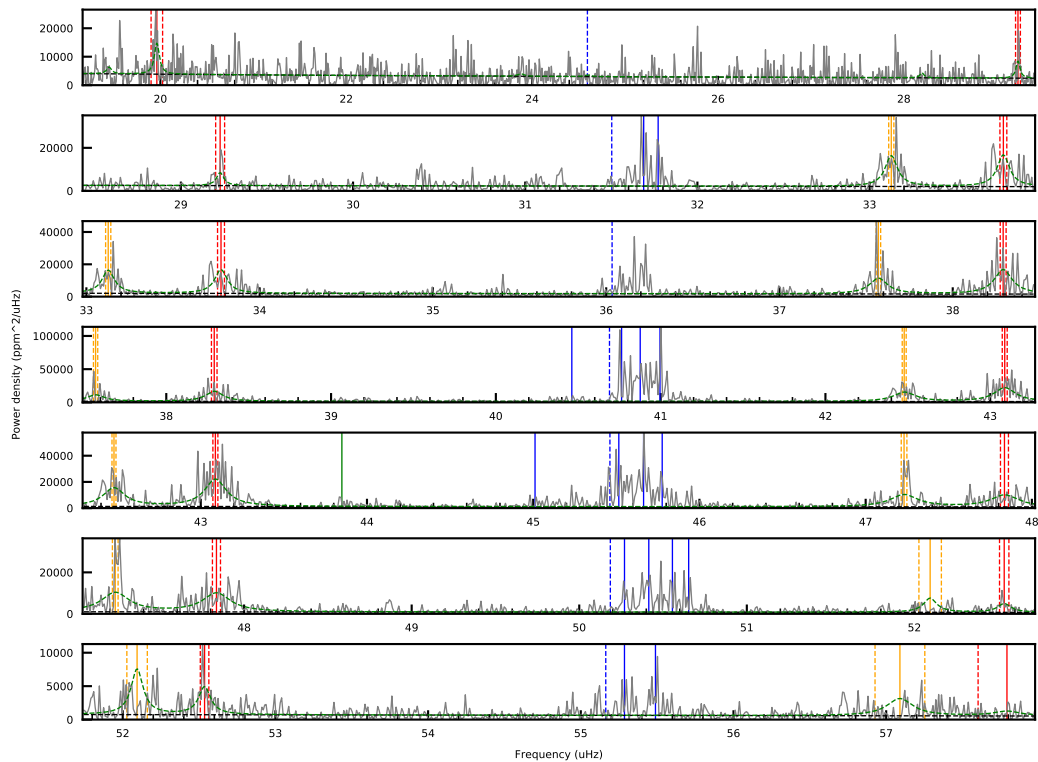 20000
10000
0
20 22 24 26 28
20000
0
29 30 31 32 33
40000
20000
0
33 34 35 36 37 38
100000
50000
0
38 39 40 41 42 43
Power density (ppm^2/uHz)
40000
20000
0
43 44 45 46 47 48
20000
0
48 49 50 51 52
10000
5000
0
52 53 54 55 56 57
Frequency (uHz)